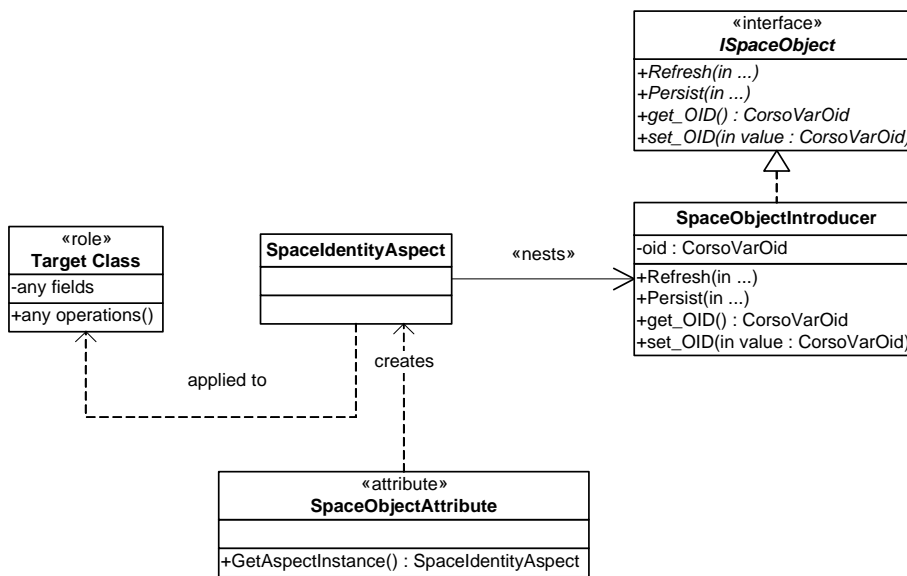 «interface»
ISpaceObject
+Refresh(in ...)
+Persist(in ...)
+get_OID() : CorsoVarOid
+set_OID(in value : CorsoVarOid)
«role»
Target Class
-any fields
+any operations()
SpaceIdentityAspect
«nests»
SpaceObjectIntroducer
-oid : CorsoVarOid
+Refresh(in ...)
+Persist(in ...)
+get_OID() : CorsoVarOid
+set_OID(in value : CorsoVarOid)
applied to
creates
«attribute»
SpaceObjectAttribute
+GetAspectInstance() : SpaceIdentityAspect